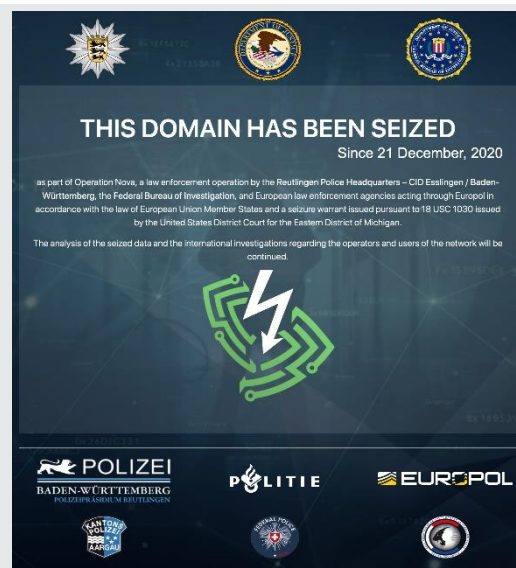 DEPARTMENT OF JUSTICE
THIS DOMAIN HAS BEEN SEIZED
Since 21 December, 2020
as part of Operation Nova, a law enforcement operation by the Reutlingen Police Headquarters – CID Esslingen / Baden-
Württemberg, the Federal Bureau of Investigation, and European law enforcement agencies acting through Europol in
accordance with the law of European Union Member States and a seizure warrant issued pursuant to 18 USC 1030 issued
by the United States District Court for the Eastern District of Michigan.
The analysis of the seized data and the international investigations regarding the operators and users of the network will be
continued.
POLIZEI
BADEN-WÜRTTEMBERG
POLIZEIPRÄSIDIUM REUTLINGEN
POLITIE
EUROPOL
KANTONS
POLIZEI
AARGAU
FEDERAL POLICE